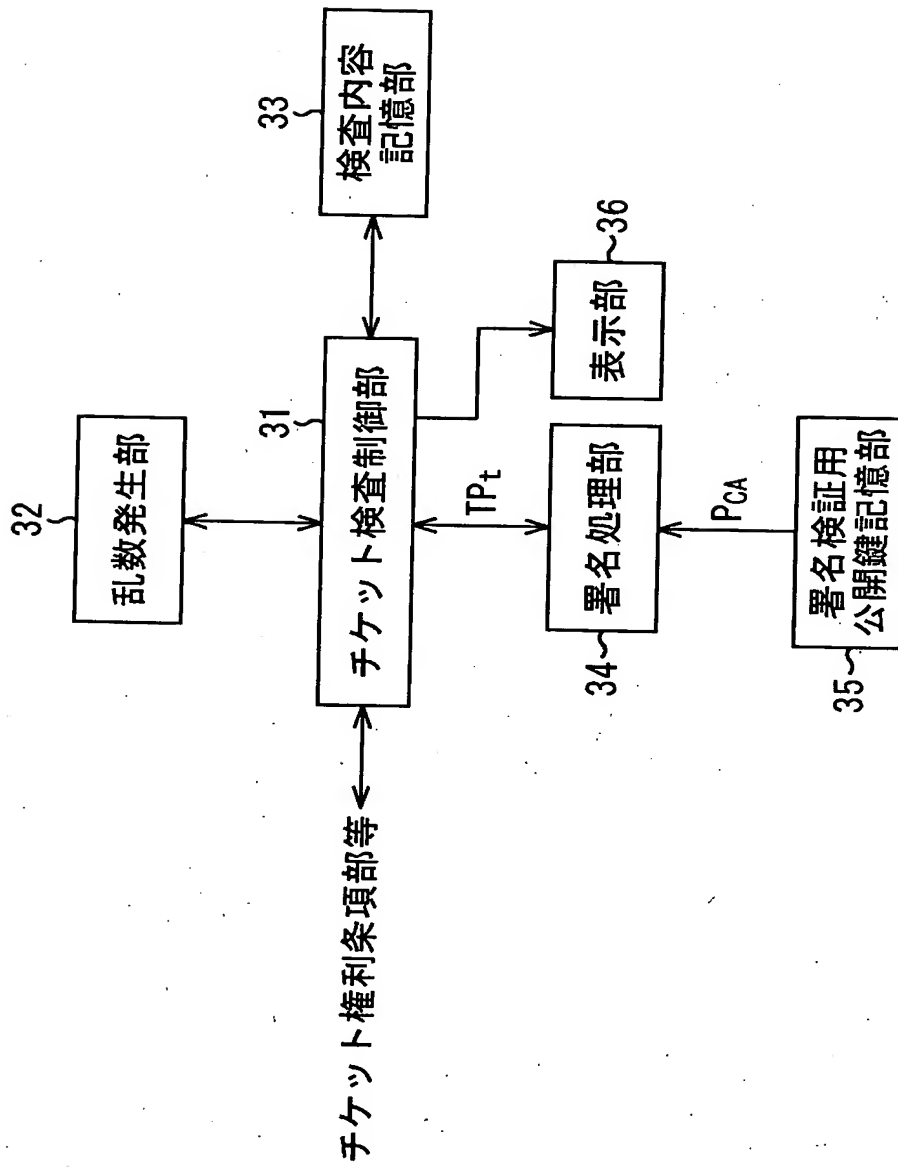 32
乱数発生部
33
検査内容
記憶部
31
チケット検査制御部
チケット権利条項部等
TPt
36
表示部
34
署名処理部
PCA
35
署名検証用
公開鍵記憶部